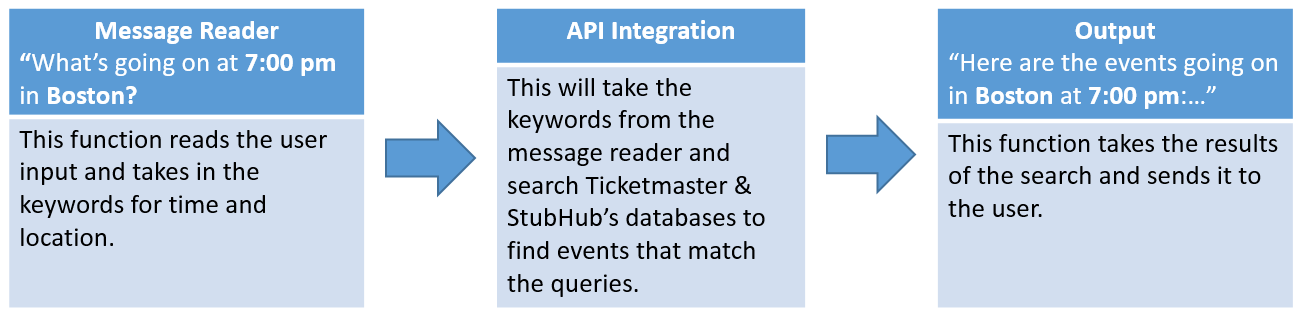 Message Reader
“What’s going on at 7:00 pm
in Boston?
This function reads the user
input and takes in the
keywords for time and
location.
API Integration
This will take the
keywords from the
message reader and
search Ticketmaster &
StubHub’s databases to
find events that match
the queries.
Output
“Here are the events going on
in Boston at 7:00 pm:…”
This function takes the results
of the search and sends it to
the user.